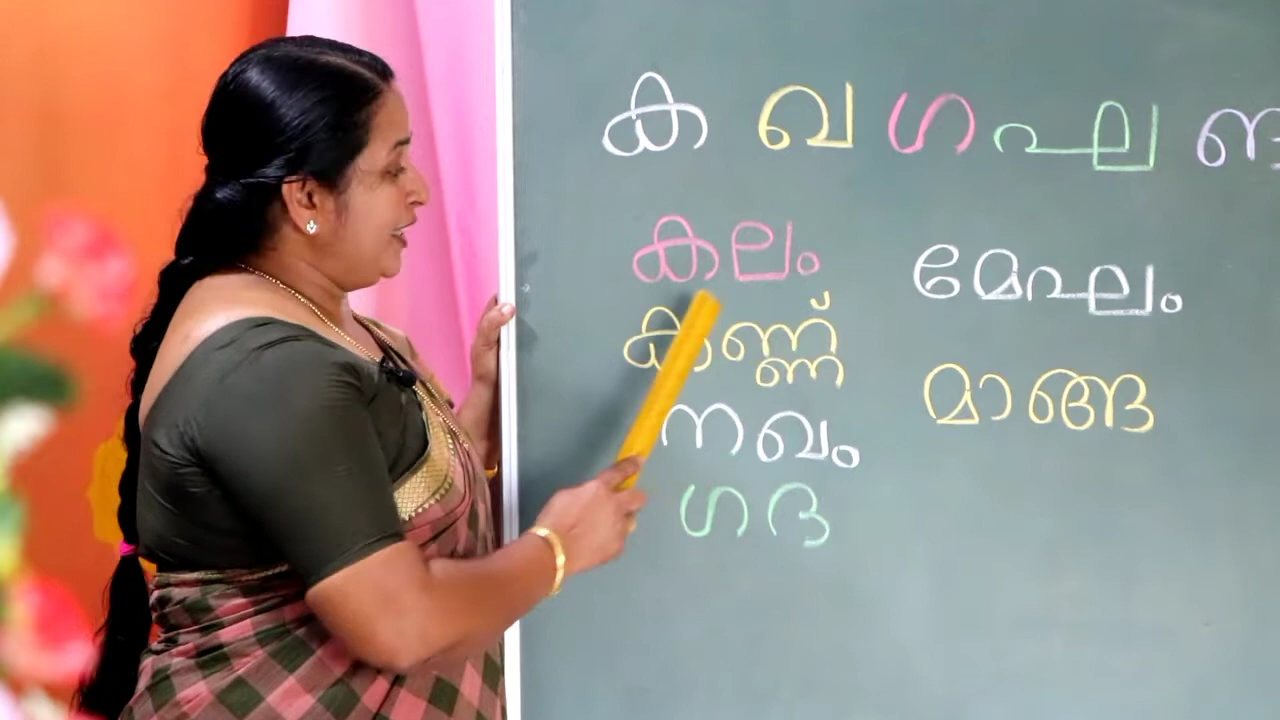 ക ഖ ഗ ഘ ങ
കലം
കണ്ണ്
നഖം
ഗദ
മേഘം
മാങ്ങ